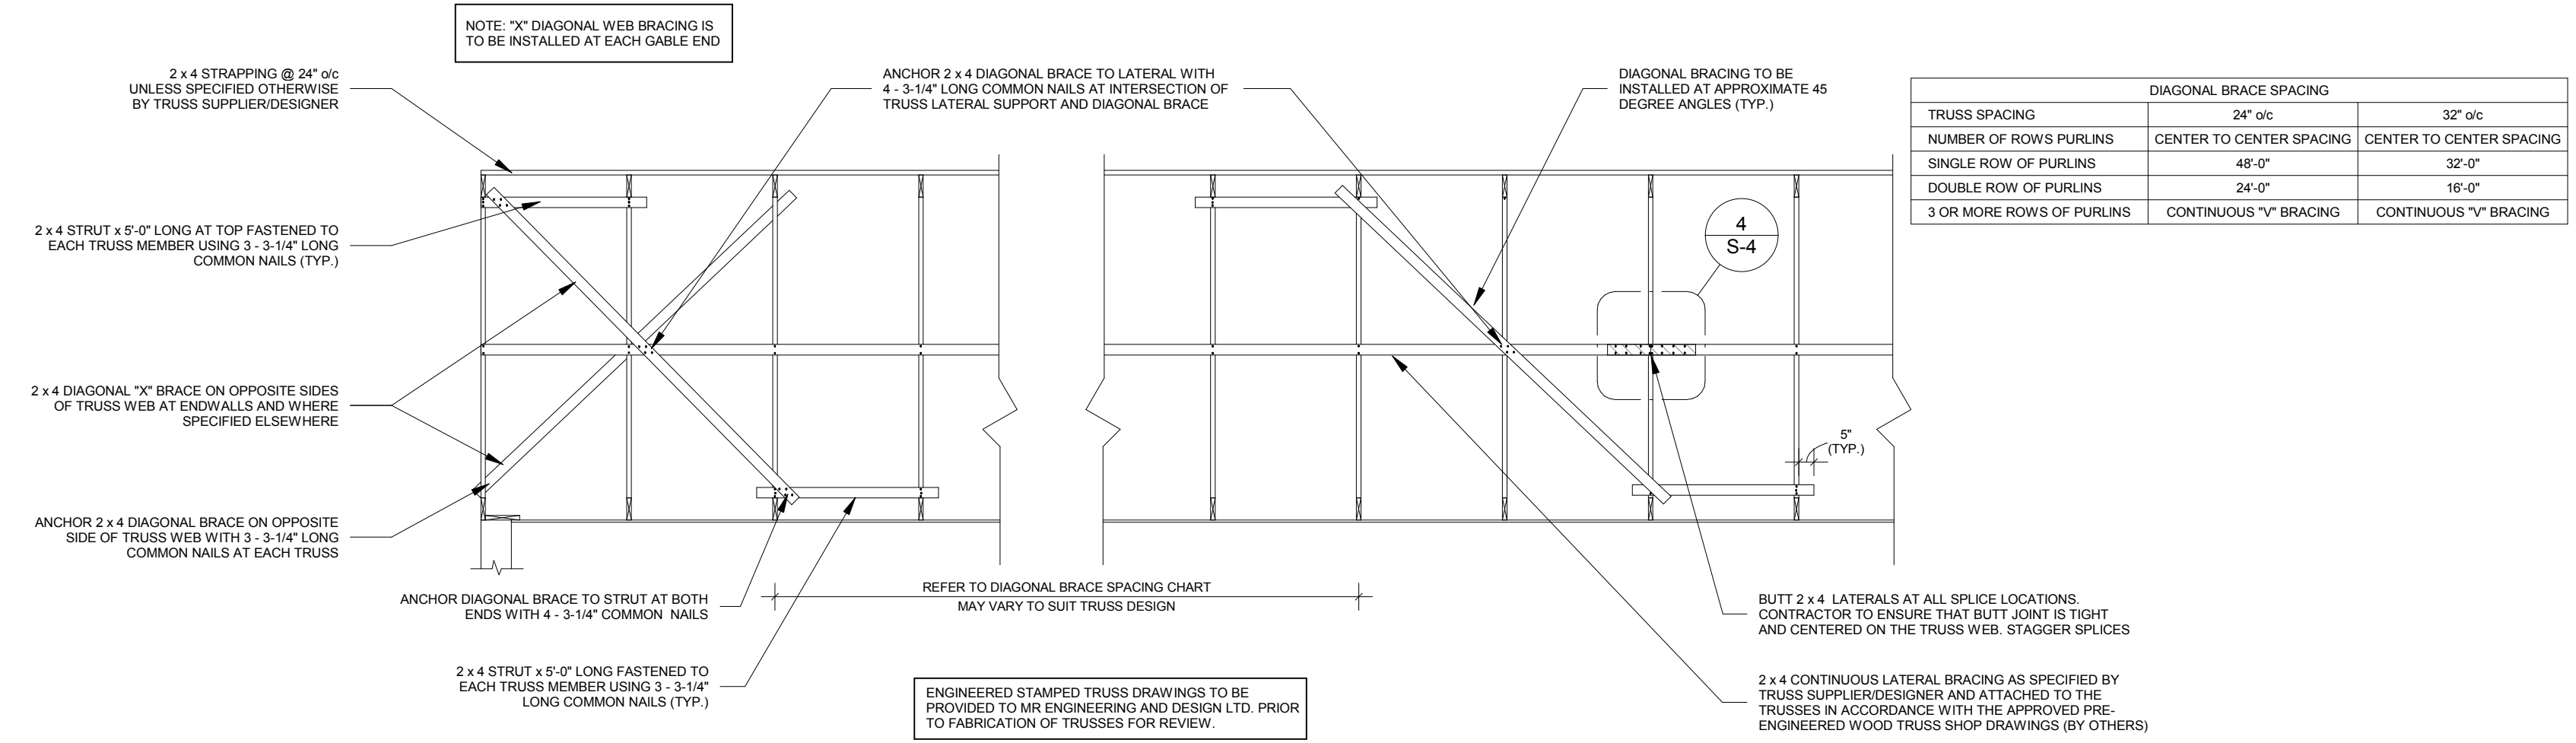 NOTE: "X" DIAGONAL WEB BRACING IS
TO BE INSTALLED AT EACH GABLE END
2 x 4 STRAPPING @ 24" o/c
UNLESS SPECIFIED OTHERWISE
BY TRUSS SUPPLIER/DESIGNER
ANCHOR 2 x 4 DIAGONAL BRACE TO LATERAL WITH
4 - 3-1/4" LONG COMMON NAILS AT INTERSECTION OF
TRUSS LATERAL SUPPORT AND DIAGONAL BRACE
DIAGONAL BRACING TO BE
INSTALLED AT APPROXIMATE 45
DEGREE ANGLES (TYP.)
DIAGONAL BRACE SPACING
TRUSS SPACING 24" o/c 32" o/c
NUMBER OF ROWS PURLINS CENTER TO CENTER SPACING CENTER TO CENTER SPACING
SINGLE ROW OF PURLINS 48'-0" 32'-0"
DOUBLE ROW OF PURLINS 24'-0" 16'-0"
3 OR MORE ROWS OF PURLINS CONTINUOUS "V" BRACING CONTINUOUS "V" BRACING
2 x 4 STRUT x 5'-0" LONG AT TOP FASTENED TO
EACH TRUSS MEMBER USING 3 - 3-1/4" LONG
COMMON NAILS (TYP.)
4
S-4
2 x 4 DIAGONAL "X" BRACE ON OPPOSITE SIDES
OF TRUSS WEB AT ENDWALLS AND WHERE
SPECIFIED ELSEWHERE
5"
(TYP.)
ANCHOR 2 x 4 DIAGONAL BRACE ON OPPOSITE
SIDE OF TRUSS WEB WITH 3 - 3-1/4" LONG
COMMON NAILS AT EACH TRUSS
ANCHOR DIAGONAL BRACE TO STRUT AT BOTH
ENDS WITH 4 - 3-1/4" COMMON NAILS
REFER TO DIAGONAL BRACE SPACING CHART
MAY VARY TO SUIT TRUSS DESIGN
BUTT 2 x 4 LATERALS AT ALL SPLICE LOCATIONS.
CONTRACTOR TO ENSURE THAT BUTT JOINT IS TIGHT
AND CENTERED ON THE TRUSS WEB. STAGGER SPLICES
2 x 4 STRUT x 5'-0" LONG FASTENED TO
EACH TRUSS MEMBER USING 3 - 3-1/4"
LONG COMMON NAILS (TYP.)
ENGINEERED STAMPED TRUSS DRAWINGS TO BE
PROVIDED TO MR ENGINEERING AND DESIGN LTD. PRIOR
TO FABRICATION OF TRUSSES FOR REVIEW.
2 x 4 CONTINUOUS LATERAL BRACING AS SPECIFIED BY
TRUSS SUPPLIER/DESIGNER AND ATTACHED TO THE
TRUSSES IN ACCORDANCE WITH THE APPROVED PRE-
ENGINEERED WOOD TRUSS SHOP DRAWINGS (BY OTHERS)